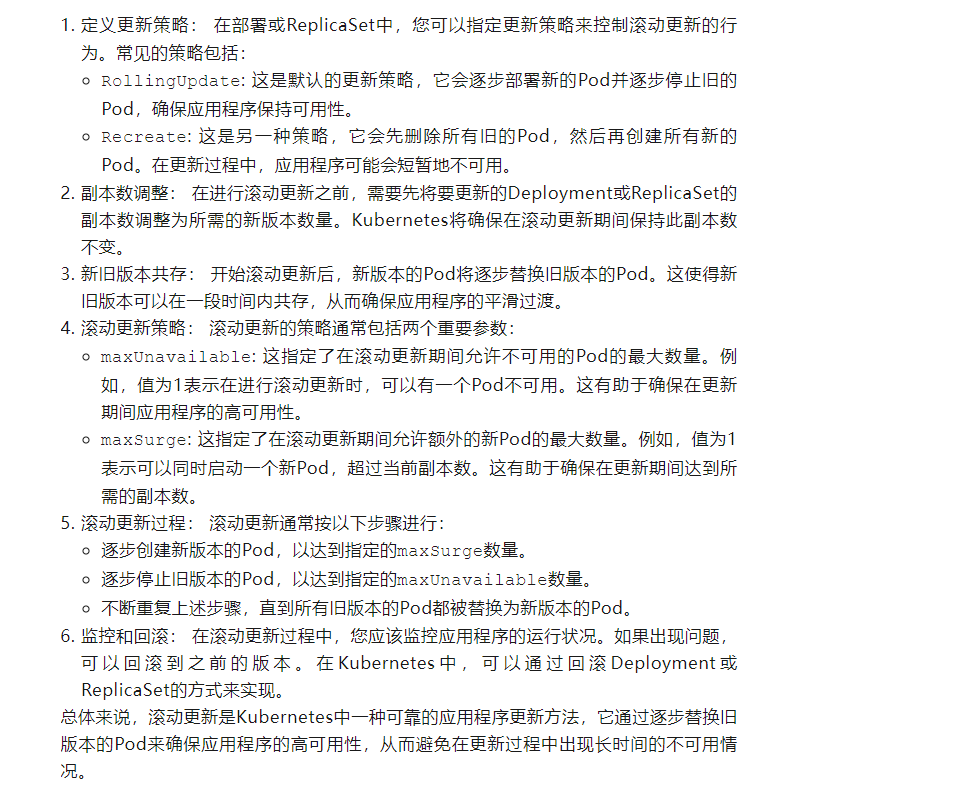 1. 定义更新策略： 在部署或ReplicaSet中，您可以指定更新策略来控制滚动更新的行
为。常见的策略包括：
○ RollingUpdate: 这是默认的更新策略，它会逐步部署新的Pod并逐步停止旧的
Pod，确保应用程序保持可用性。
○ Recreate: 这是另一种策略，它会先删除所有旧的Pod，然后再创建所有新的
Pod。在更新过程中，应用程序可能会短暂地不可用。
2. 副本数调整： 在进行滚动更新之前，需要先将要更新的Deployment或ReplicaSet的
副本数调整为所需的新版本数量。Kubernetes将确保在滚动更新期间保持此副本数
不变。
3. 新旧版本共存： 开始滚动更新后，新版本的Pod将逐步替换旧版本的Pod。这使得新
旧版本可以在一段时间内共存，从而确保应用程序的平滑过渡。
4. 滚动更新策略： 滚动更新的策略通常包括两个重要参数：
○ maxUnavailable: 这指定了在滚动更新期间允许不可用的Pod的最大数量。例
如，值为1表示在进行滚动更新时，可以有一个Pod不可用。这有助于确保在更新
期间应用程序的高可用性。
○ maxSurge: 这指定了在滚动更新期间允许额外的新Pod的最大数量。例如，值为1
表示可以同时启动一个新Pod，超过当前副本数。这有助于确保在更新期间达到所
需的副本数。
5. 滚动更新过程： 滚动更新通常按以下步骤进行：
○ 逐步创建新版本的Pod，以达到指定的maxSurge数量。
○ 逐步停止旧版本的Pod，以达到指定的maxUnavailable数量。
○ 不断重复上述步骤，直到所有旧版本的Pod都被替换为新版本的Pod。
6. 监控和回滚： 在滚动更新过程中，您应该监控应用程序的运行状况。如果出现问题，
可以回滚到之前的版本。在Kubernetes中，可以通过回滚Deployment或
ReplicaSet的方式来实现。
总体来说，滚动更新是Kubernetes中一种可靠的应用程序更新方法，它通过逐步替换旧
版本的Pod来确保应用程序的高可用性，从而避免在更新过程中出现长时间的不可用情
况。